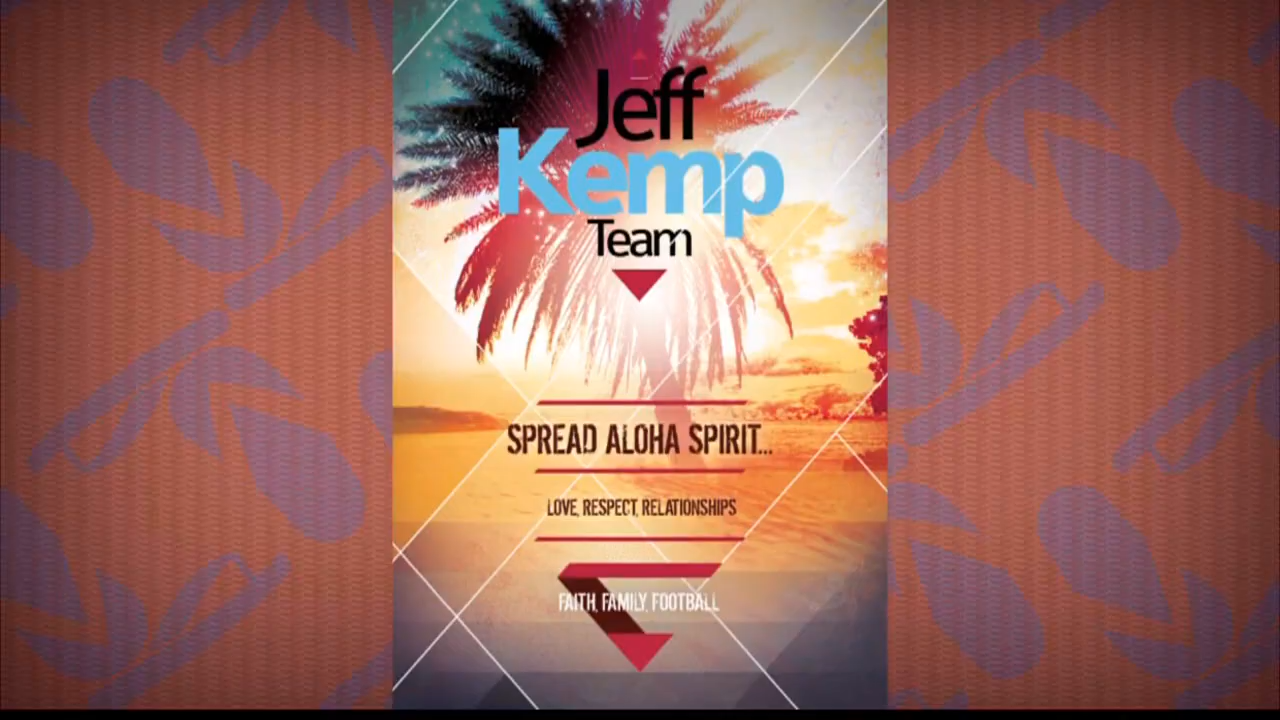 Jeff
Kemp
Team
SPREAD ALOHA SPIRIT...
LOVE, RESPECT, RELATIONSHIPS
FAITH, FAMILY, FOOTBALL